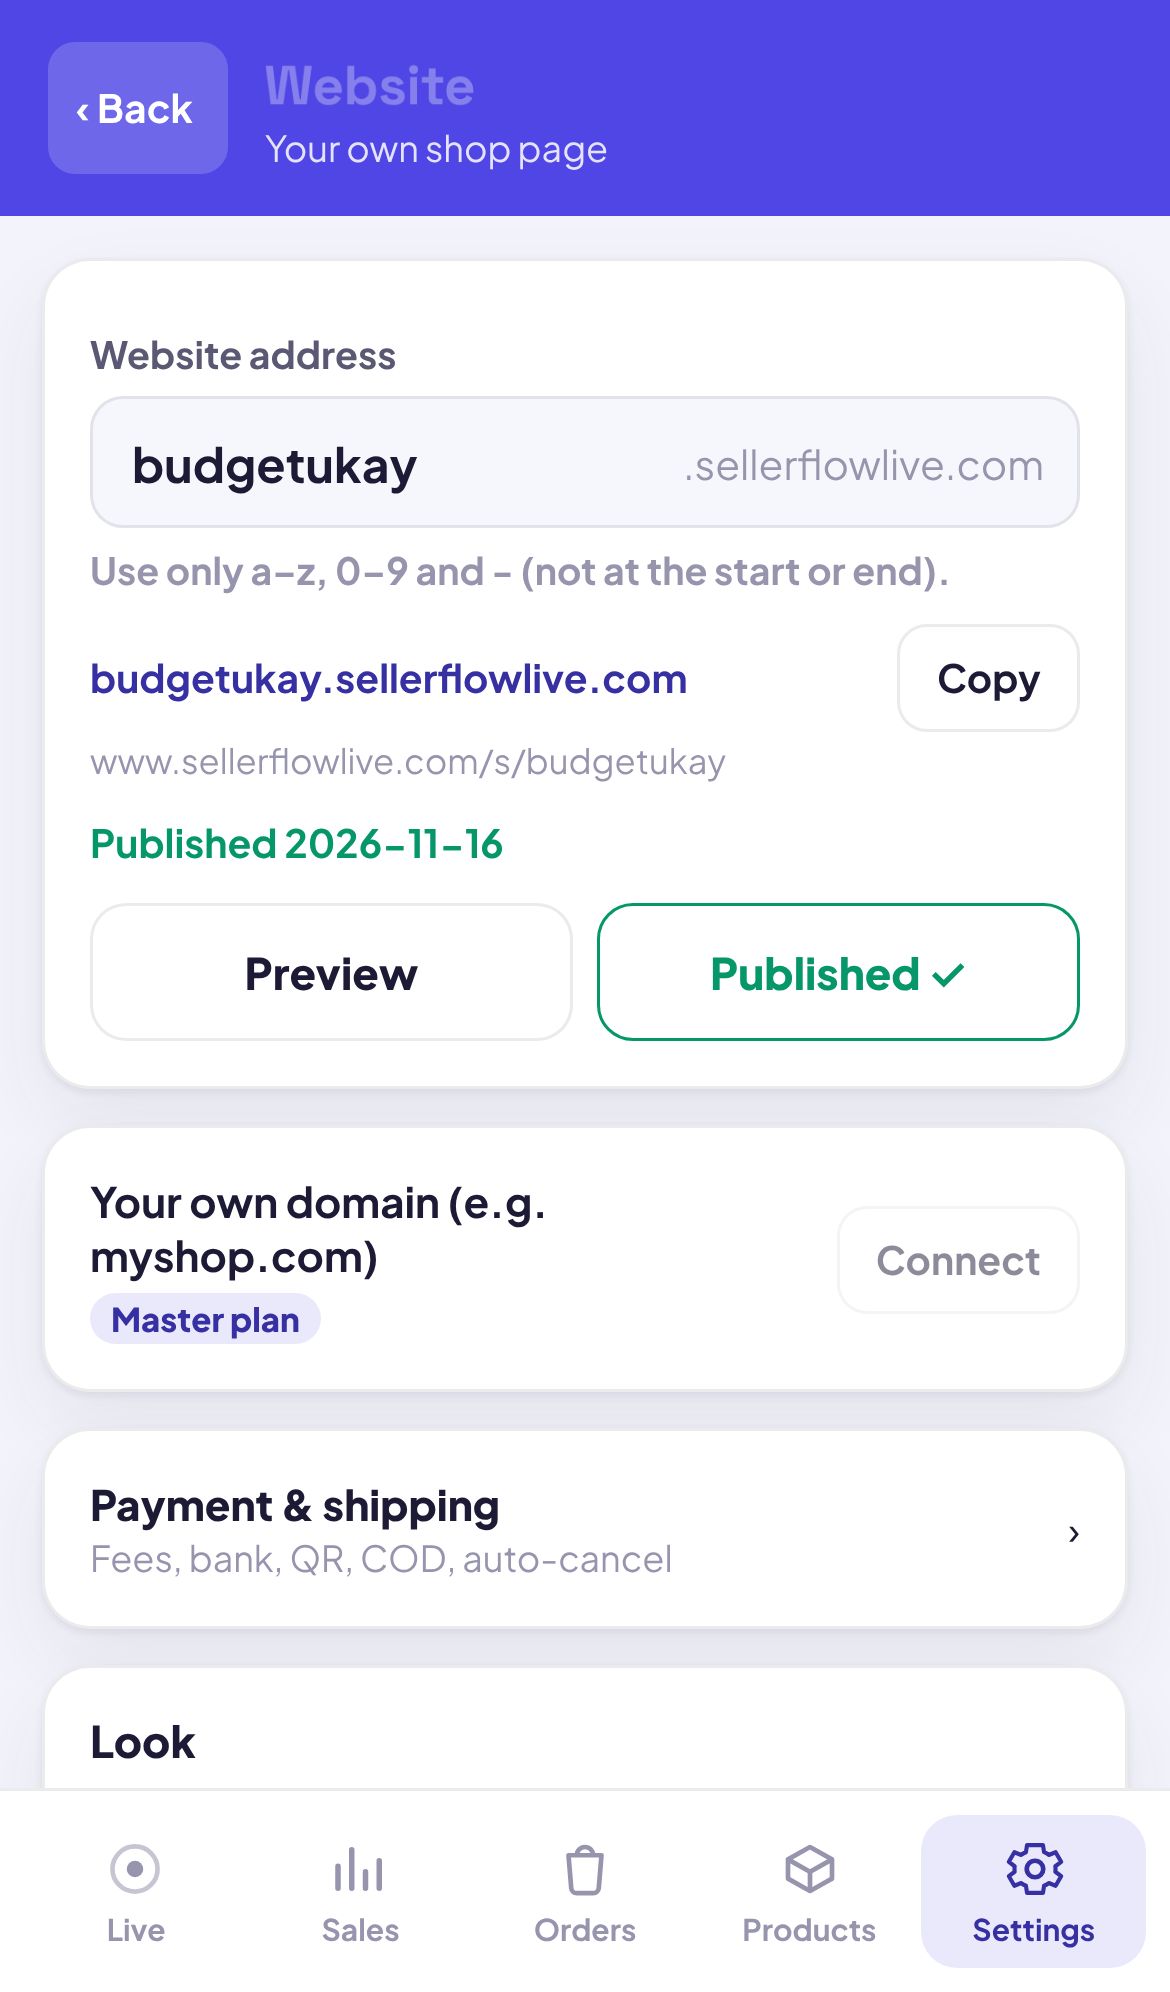 ‹ Back
Website
Your own shop page
Website address
budgetukay .sellerflowlive.com
Use only a–z, 0–9 and - (not at the start or end).
budgetukay.sellerflowlive.com
Copy
www.sellerflowlive.com/s/budgetukay
Published 2026-11-16
Preview
Published ✓
Your own domain (e.g.
myshop.com)
Connect
Master plan
Payment & shipping
Fees, bank, QR, COD, auto-cancel
›
Look
Live
Sales
Orders
Products
Settings